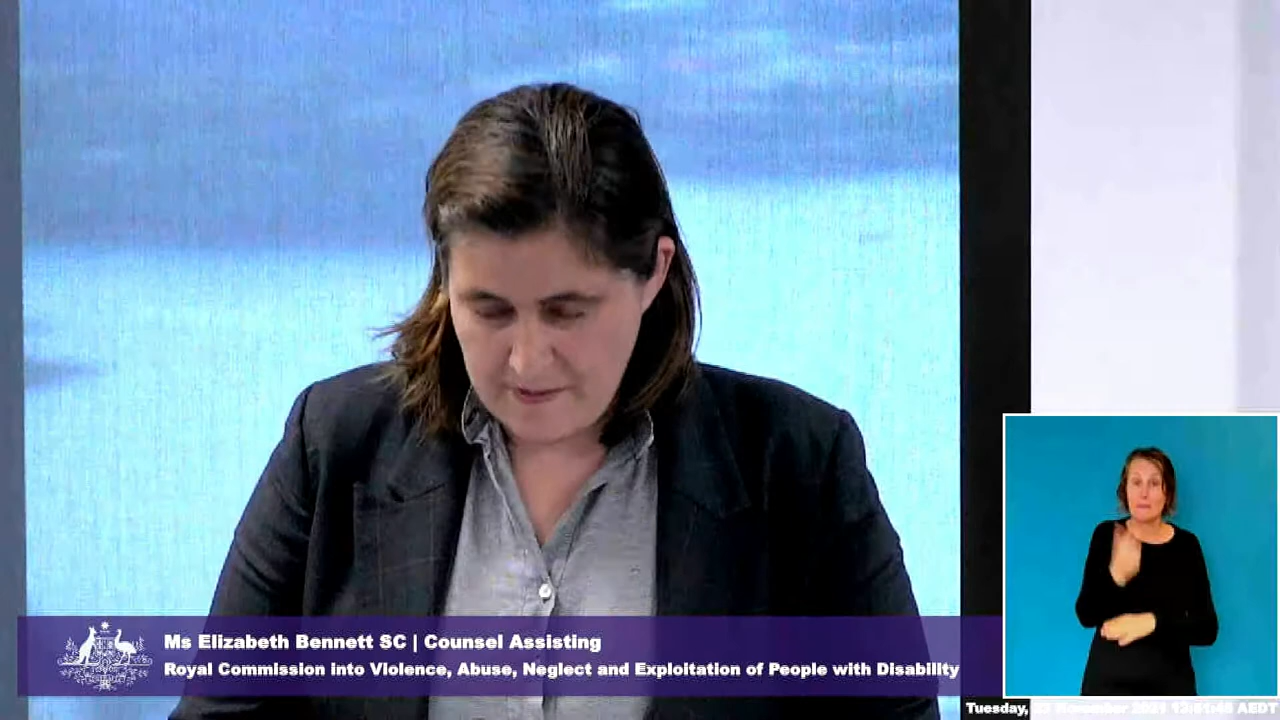 Ms Elizabeth Bennett SC | Counsel Assisting
Royal Commission into Violence, Abuse, Neglect and Exploitation of People with Disability
Tuesday, November 2021 AEDT